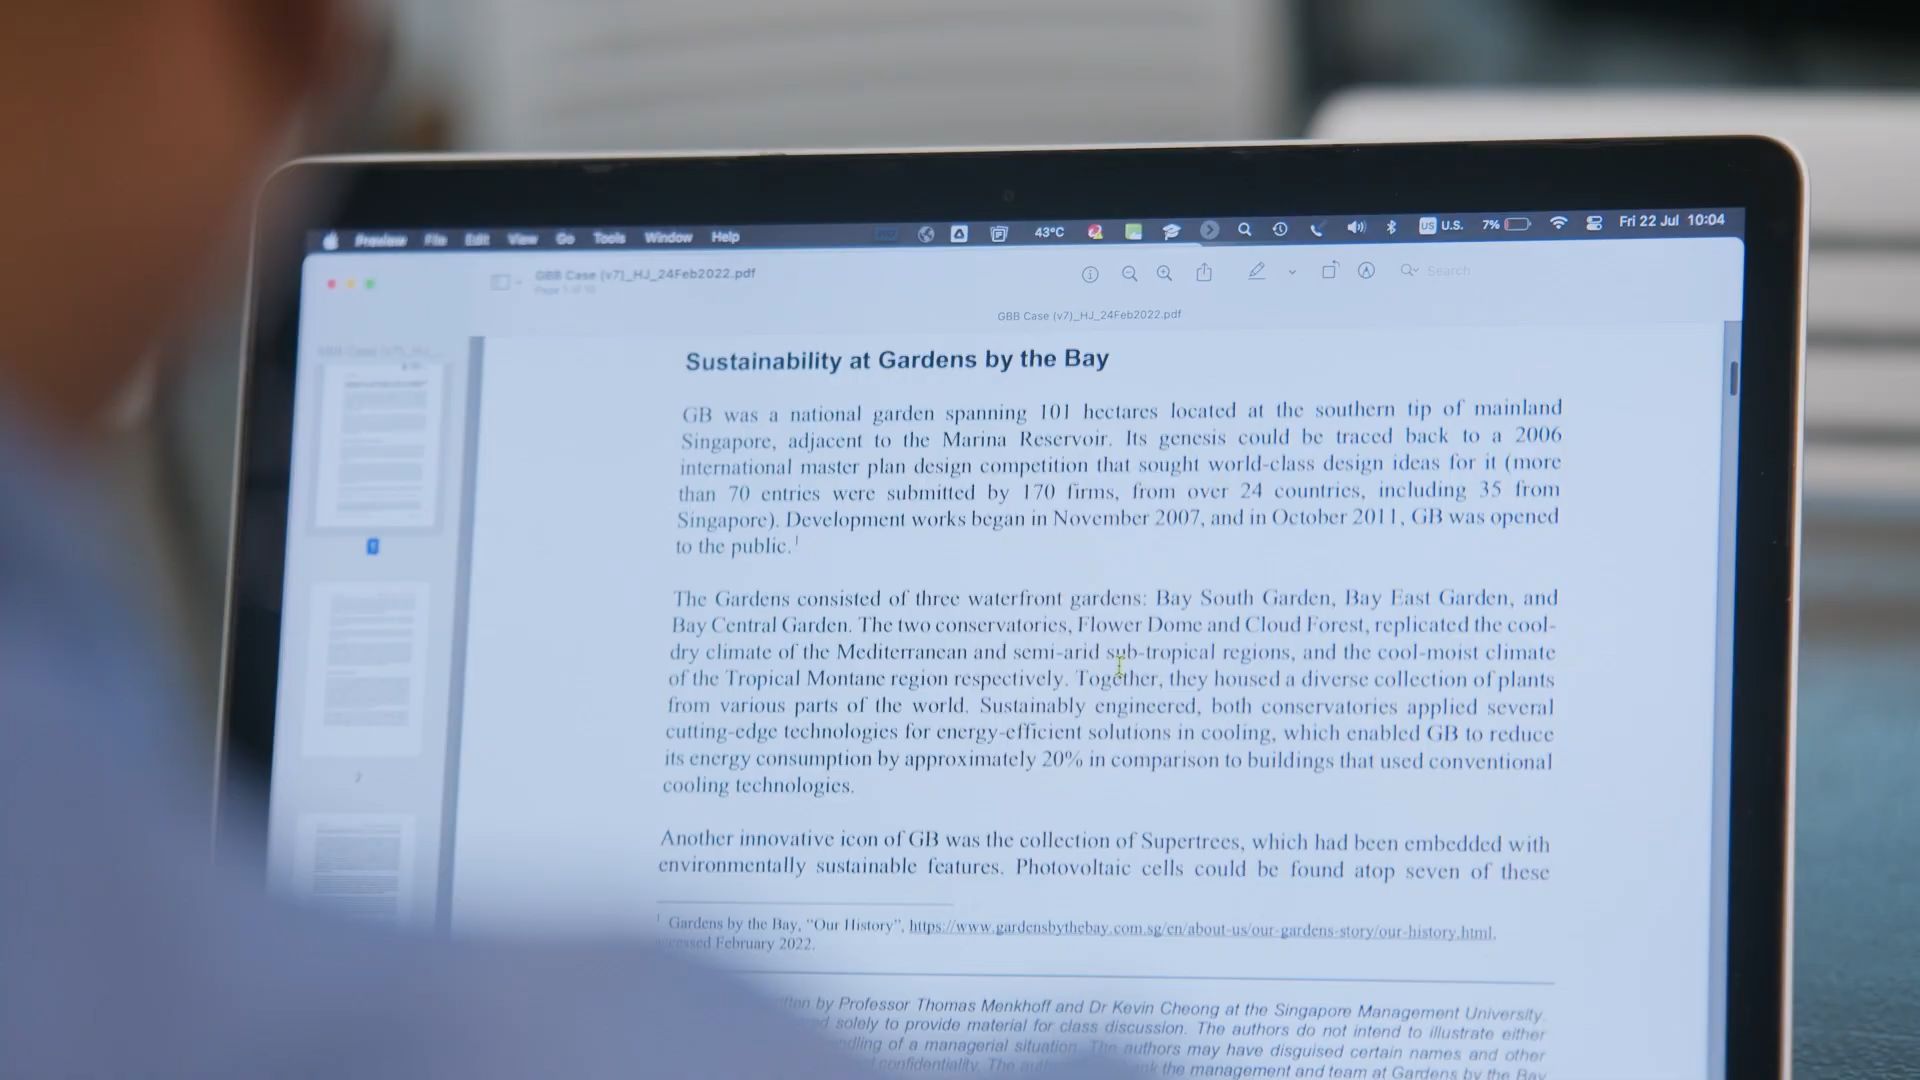 Preview File Edit View Go Tools Window Help 43°C U.S. 7% Fri 22 Jul 10:04
GBB Case (v7)_HJ_24Feb2022.pdf
Search
GBB Case (v7)_HJ_24Feb2022.pdf
Sustainability at Gardens by the Bay
GB was a national garden spanning 101 hectares located at the southern tip of mainland
Singapore, adjacent to the Marina Reservoir. Its genesis could be traced back to a 2006
international master plan design competition that sought world-class design ideas for it (more
than 70 entries were submitted by 170 firms, from over 24 countries, including 35 from
Singapore). Development works began in November 2007, and in October 2011, GB was opened
to the public.1
The Gardens consisted of three waterfront gardens: Bay South Garden, Bay East Garden, and
Bay Central Garden. The two conservatories, Flower Dome and Cloud Forest, replicated the cool-
dry climate of the Mediterranean and semi-arid sub-tropical regions, and the cool-moist climate
of the Tropical Montane region respectively. Together, they housed a diverse collection of plants
from various parts of the world. Sustainably engineered, both conservatories applied several
cutting-edge technologies for energy-efficient solutions in cooling, which enabled GB to reduce
its energy consumption by approximately 20% in comparison to buildings that used conventional
cooling technologies.
Another innovative icon of GB was the collection of Supertrees, which had been embedded with
environmentally sustainable features. Photovoltaic cells could be found atop seven of these
1 Gardens by the Bay, “Our History”, https://www.gardensbythebay.com.sg/en/about-us/our-gardens-story/our-history.html,
February 2022.
by Professor Thomas Menkhoff and Dr Kevin Cheong at the Singapore Management University.
solely to provide material for class discussion. The authors do not intend to illustrate either
of a managerial situation. The authors may have disguised certain names and other
confidentiality. The the management and team at Gardens by the Bay
2